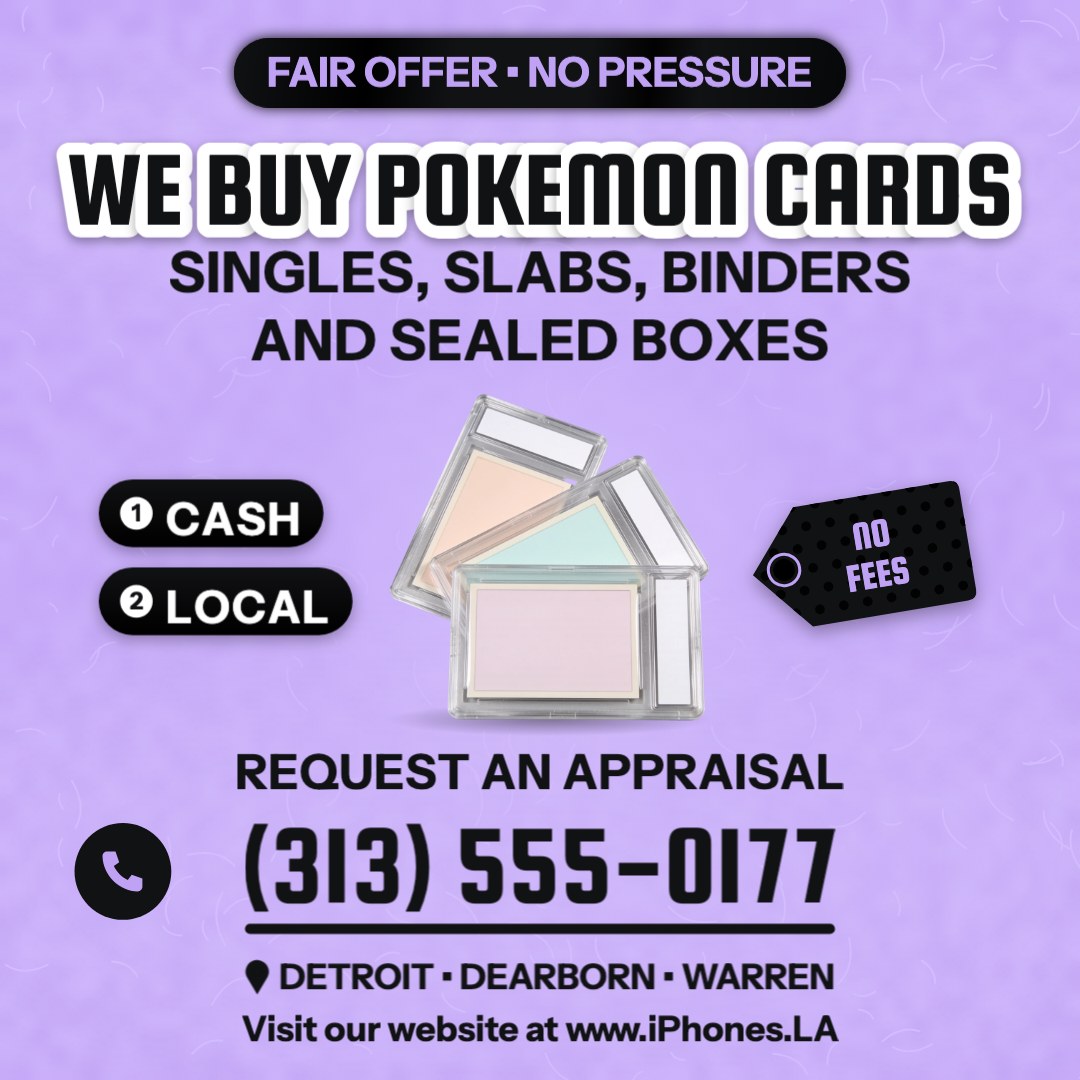 FAIR OFFER ▪ NO PRESSURE
WE BUY POKEMON CARDS
SINGLES, SLABS, BINDERS
AND SEALED BOXES
1 CASH
2 LOCAL
NO
FEES
REQUEST AN APPRAISAL
(313) 555-0177
DETROIT ▪ DEARBORN ▪ WARREN
Visit our website at www.iPhones.LA